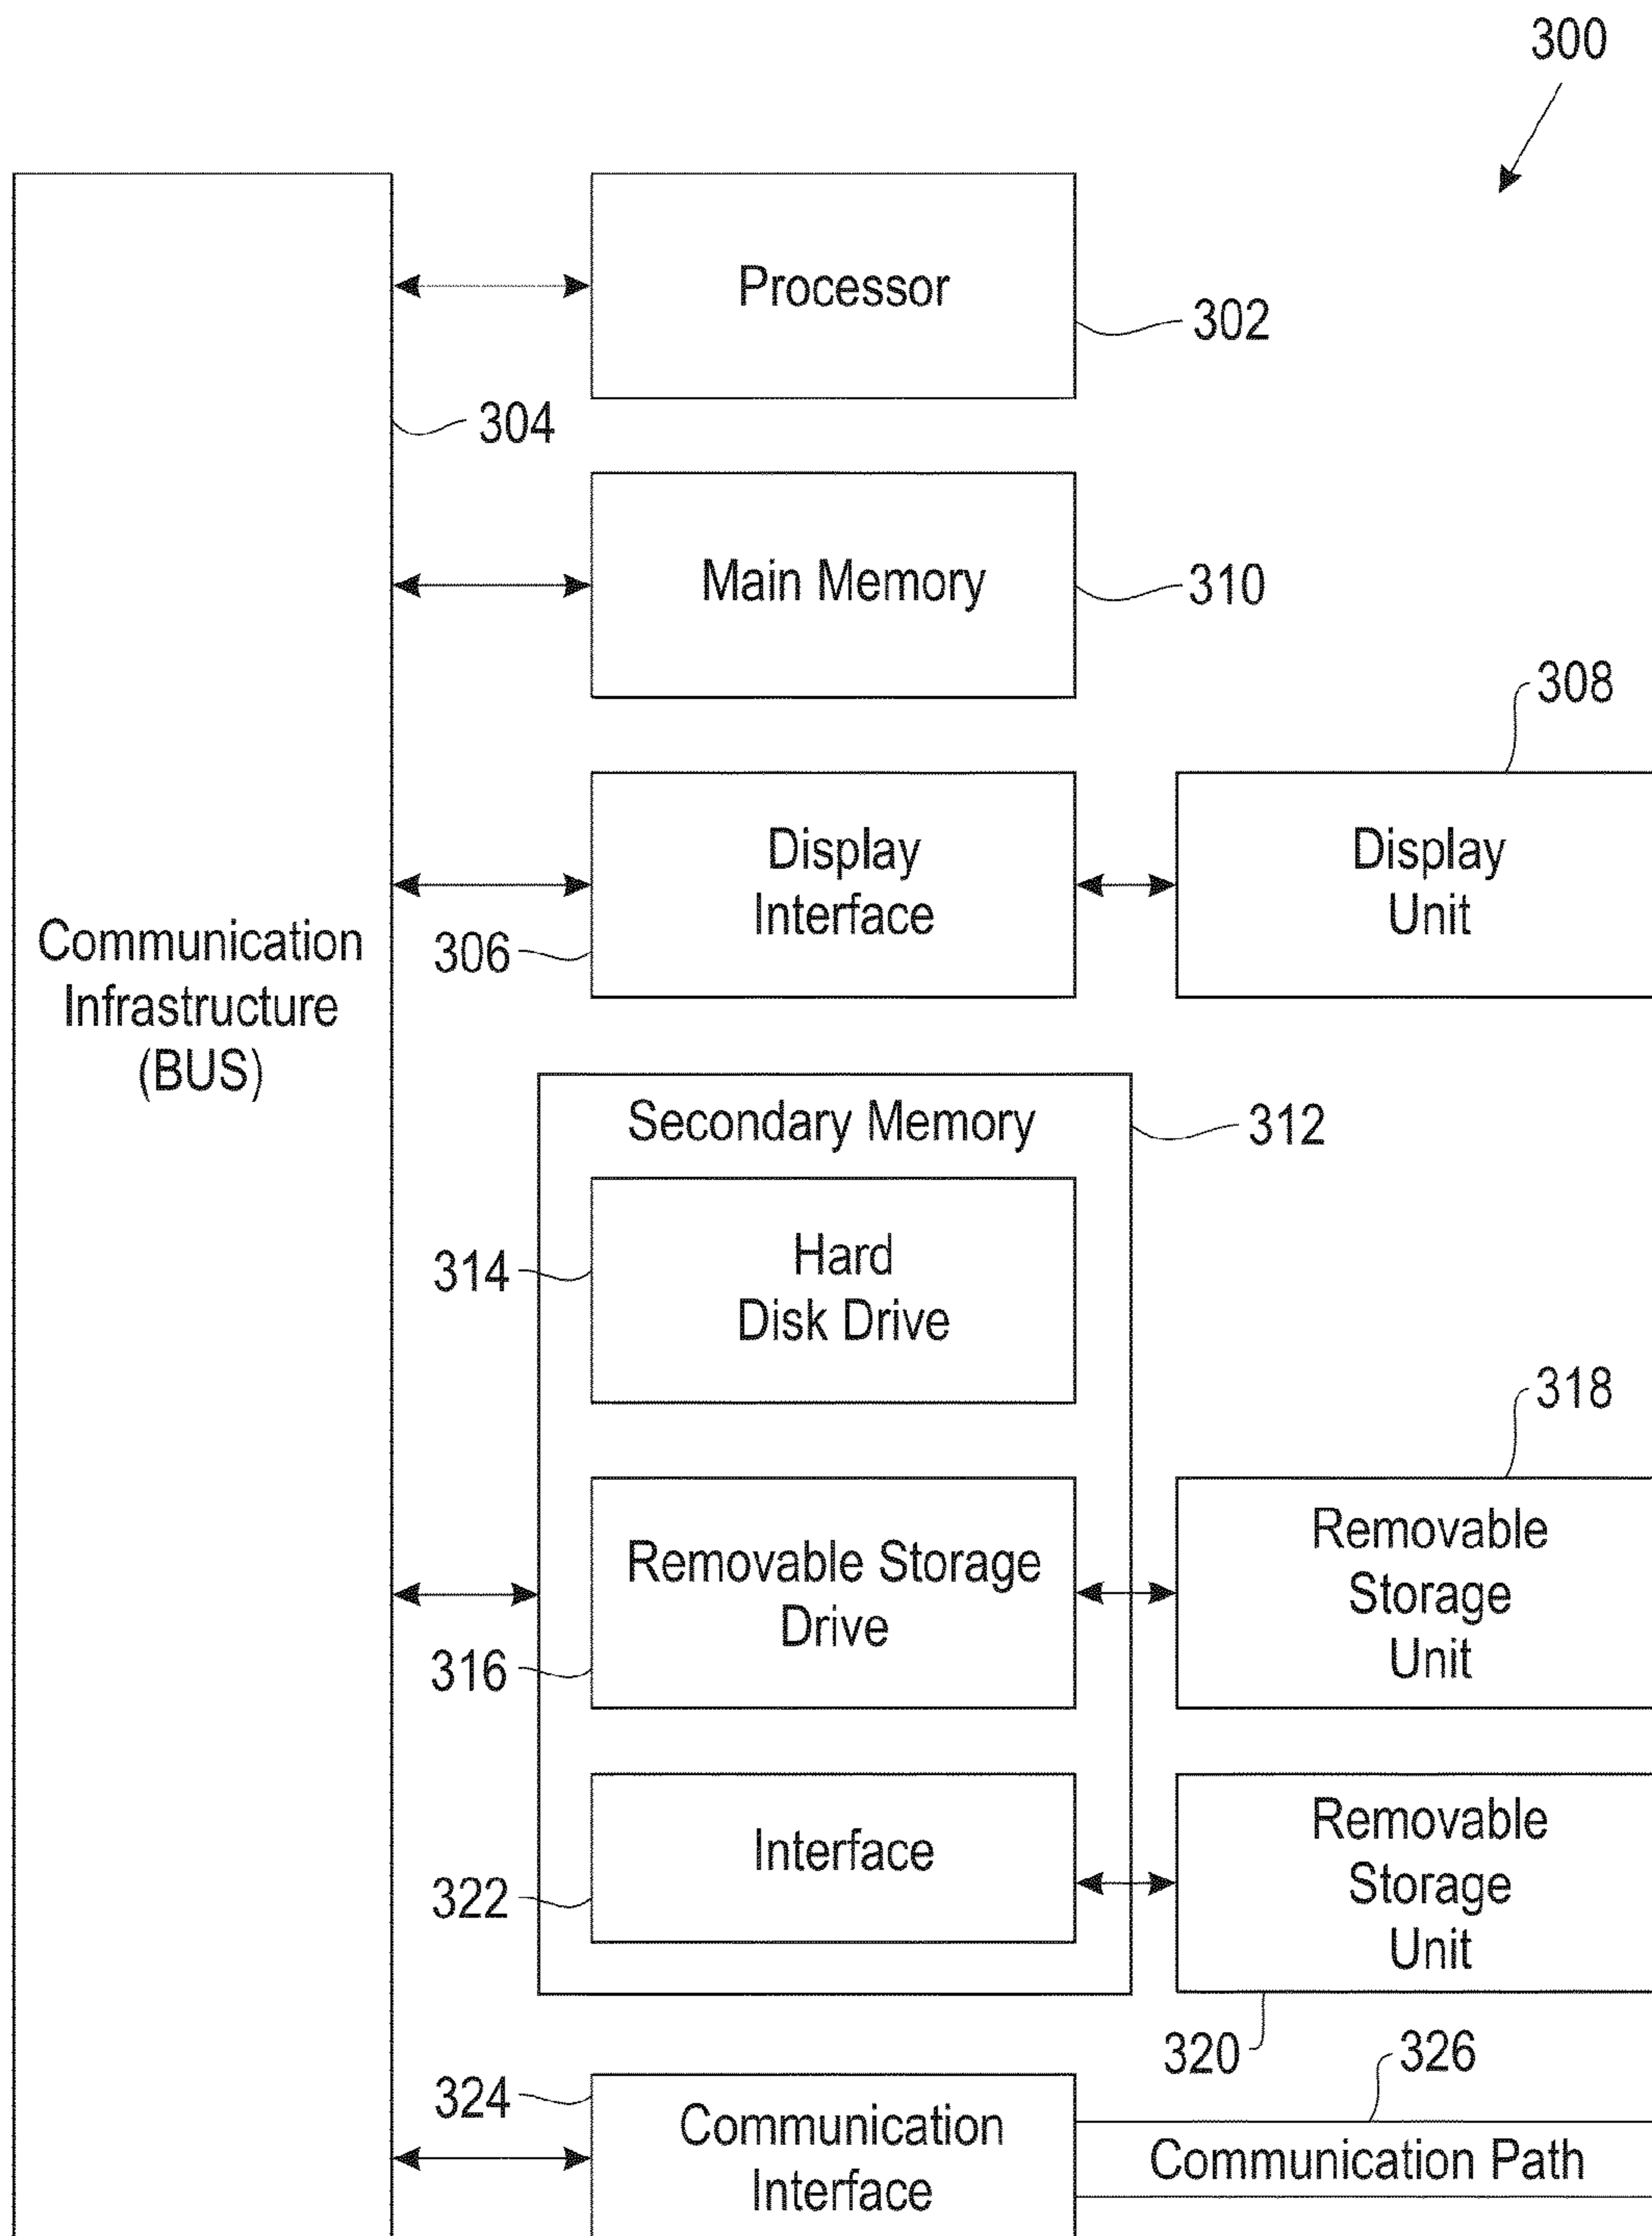 300
Processor
302
304
Main Memory
310
308
Display
Interface
306
Display
Unit
Communication
Infrastructure
(BUS)
Secondary Memory
312
Hard
Disk Drive
314
318
Removable Storage
Drive
316
Removable
Storage
Unit
Interface
322
Removable
Storage
Unit
320
326
324
Communication
Interface
Communication Path